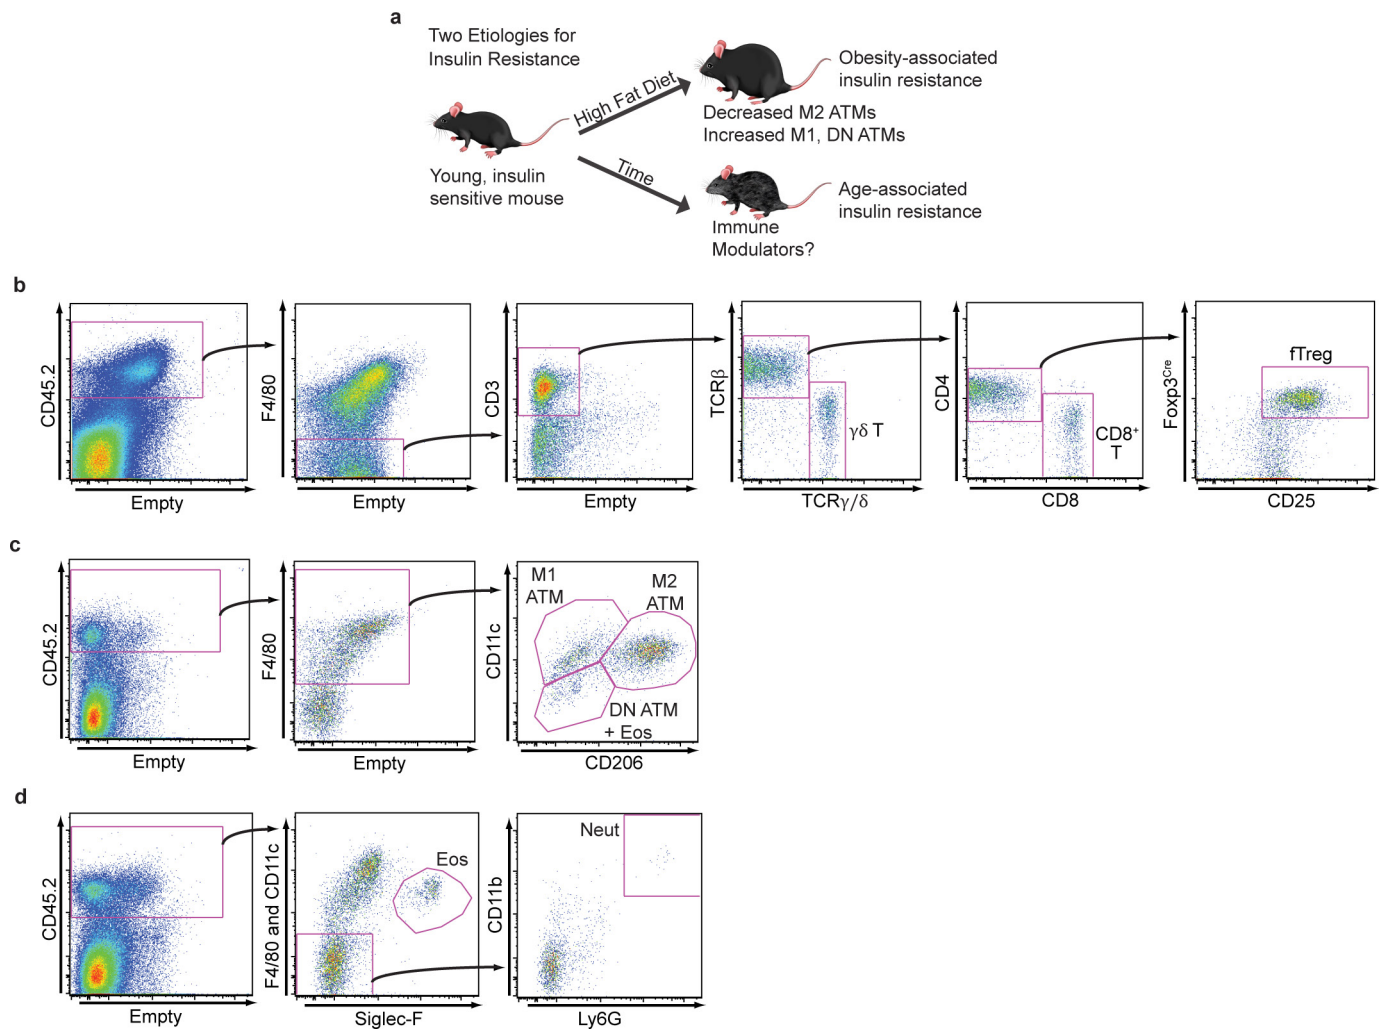 a
Two Etiologies for
Insulin Resistance
High Fat Diet
Obesity-associated
insulin resistance
Decreased M2 ATMs
Increased M1, DN ATMs
Young, insulin
sensitive mouse
Time
Age-associated
insulin resistance
Immune
Modulators?
b
CD45.2
Empty
F4/80
CD3
Empty
TCRβ
γδ T
TCRγ/δ
CD4
CD8⁺
T
CD8
Foxp3ᶜʳᵉ
fTreg
CD25
c
CD45.2
Empty
F4/80
Empty
CD11c
M1
ATM
M2
ATM
DN ATM
+ Eos
CD206
d
CD45.2
Empty
F4/80 and CD11c
Eos
Siglec-F
CD11b
Neut
Ly6G